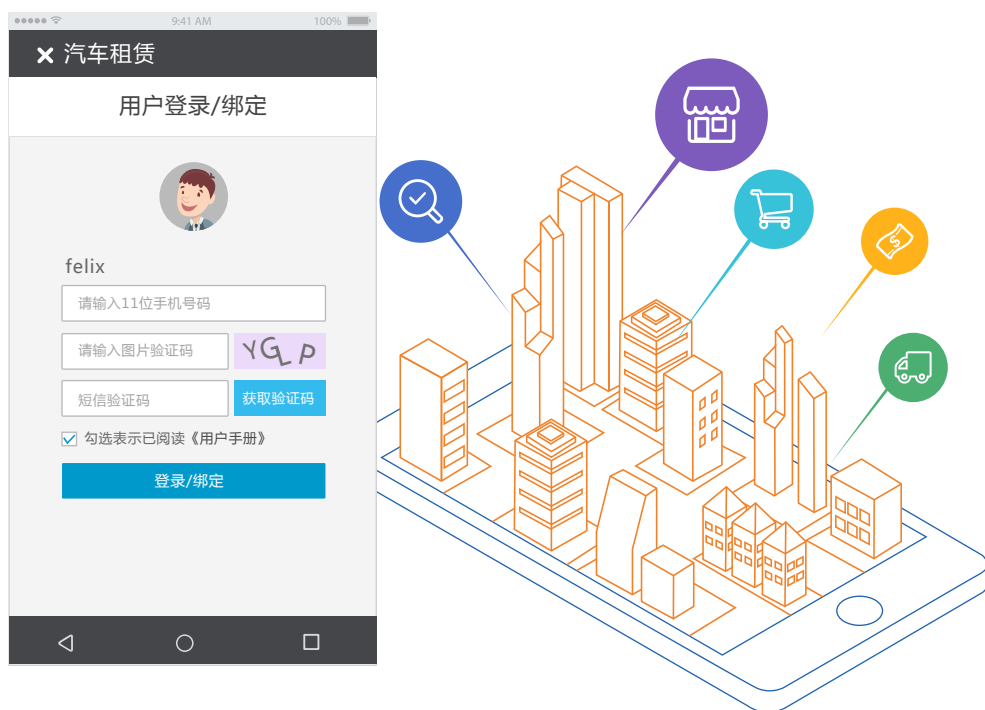 9:41 AM 100%
汽车租赁
用户登录/绑定
felix
请输入11位手机号码
请输入图片验证码 YGLP
短信验证码 获取验证码
勾选表示已阅读《用户手册》
登录/绑定
$